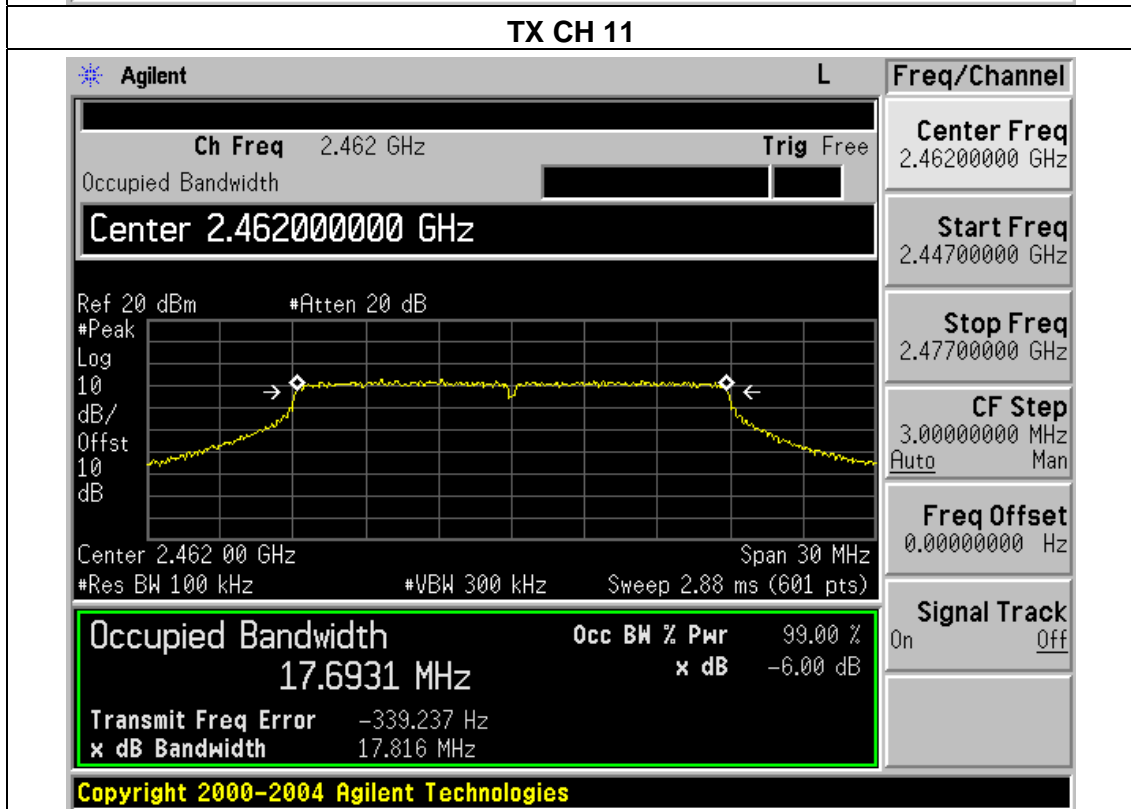 TX CH 11
Agilent L Freq/Channel
Ch Freq 2.462 GHz Trig Free
Occupied Bandwidth
Center 2.462000000 GHz
Center Freq
2.46200000 GHz
Start Freq
2.44700000 GHz
Stop Freq
2.47700000 GHz
CF Step
3.00000000 MHz
Auto Man
Freq Offset
0.00000000 Hz
Signal Track
On Off
Ref 20 dBm #Atten 20 dB
#Peak
Log
10
dB/
Offst
10
dB
Center 2.462 00 GHz Span 30 MHz
#Res BW 100 kHz #VBW 300 kHz Sweep 2.88 ms (601 pts)
Occupied Bandwidth Occ BW % Pwr 99.00 %
17.6931 MHz x dB -6.00 dB
Transmit Freq Error -339.237 Hz
x dB Bandwidth 17.816 MHz
Copyright 2000-2004 Agilent Technologies